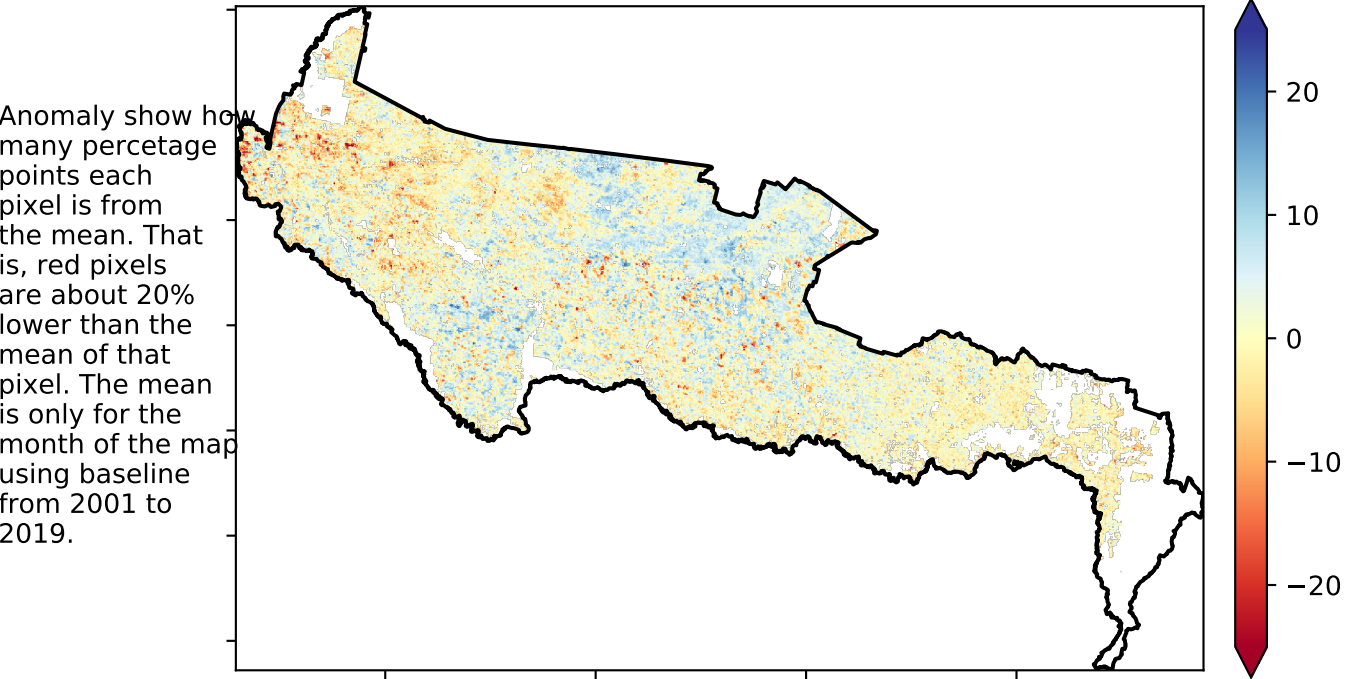 Anomaly show how
many percetage
points each
pixel is from
the mean. That
is, red pixels
are about 20%
lower than the
mean of that
pixel. The mean
is only for the
month of the map
using baseline
from 2001 to
2019.
20
10
0
−10
−20